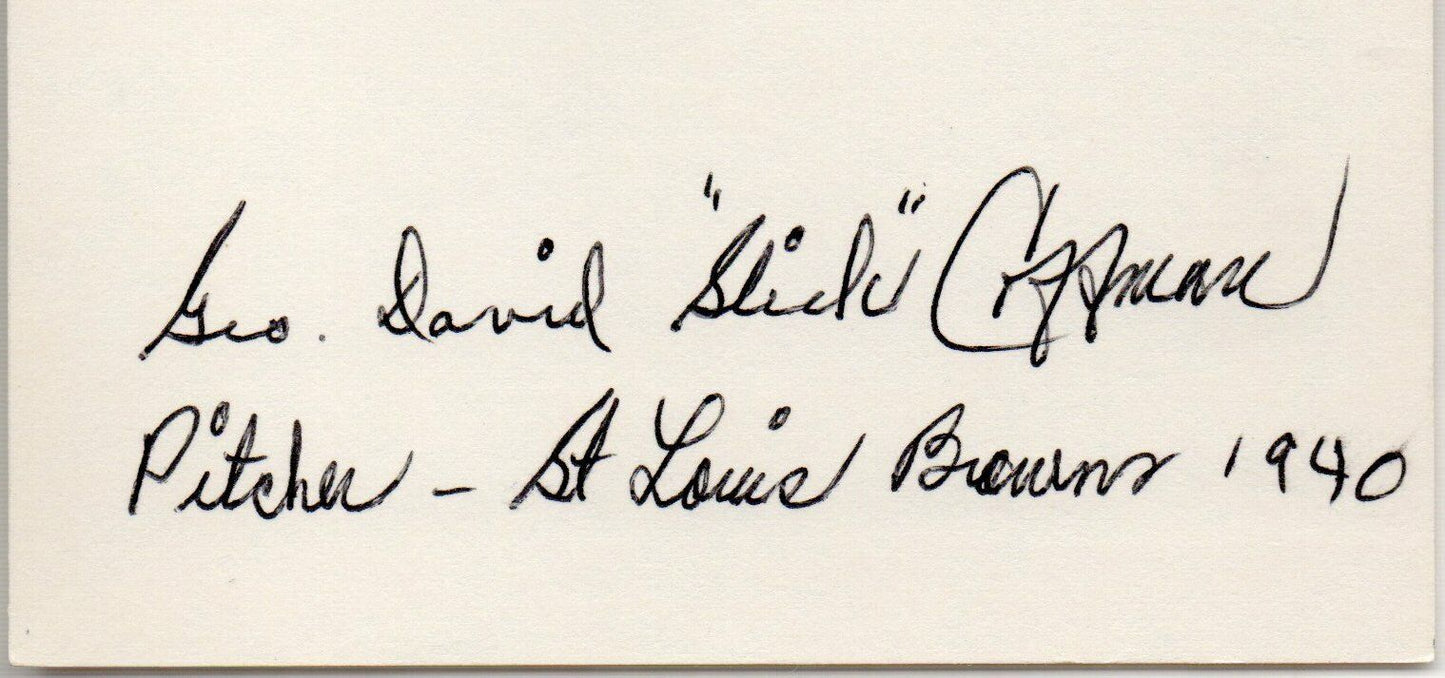 Geo. David "Slick" Coffman
Pitcher - St Louis Browns 1940